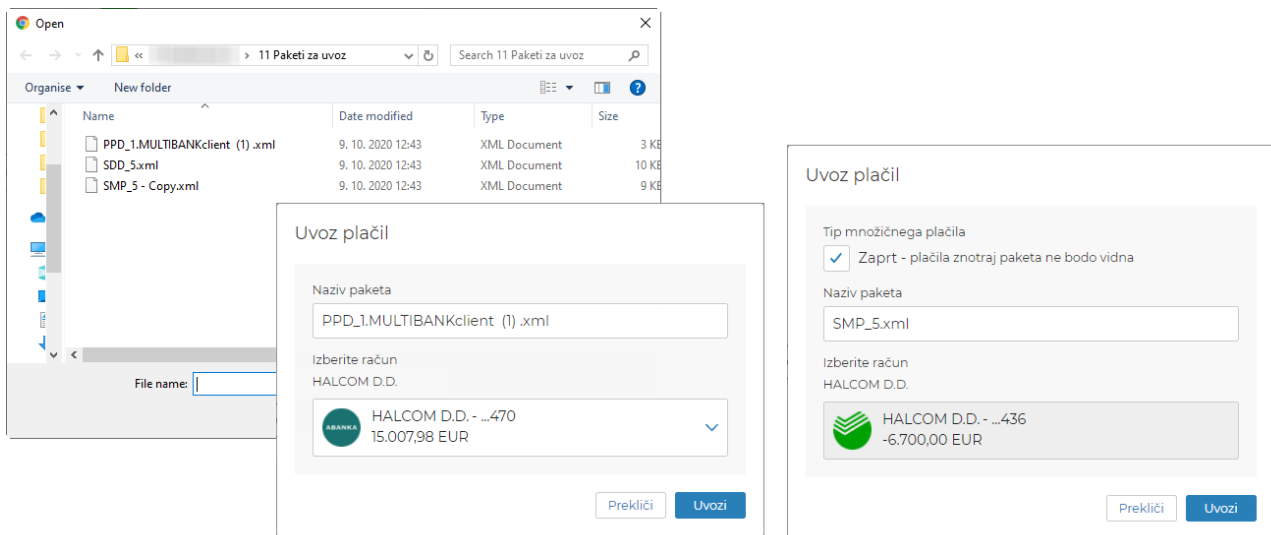 Open
« > 11 Paketi za uvoz
Search 11 Paketi za uvoz
Organise
New folder
Name
Date modified
Type
Size
PPD_1.MULTIBANKclient (1) .xml
9. 10. 2020 12:43
XML Document
3 KB
SDD_5.xml
9. 10. 2020 12:43
XML Document
10 KB
SMP_5 - Copy.xml
9. 10. 2020 12:43
XML Document
9 KB
File name:
Uvoz plačil
Naziv paketa
PPD_1.MULTIBANKclient (1) .xml
Izberite račun
HALCOM D.D.
ABANKA
HALCOM D.D. - ...470
15.007,98 EUR
Prekliči
Uvozi
Uvoz plačil
Tip množičnega plačila
Zaprt - plačila znotraj paketa ne bodo vidna
Naziv paketa
SMP_5.xml
Izberite račun
HALCOM D.D.
HALCOM D.D. - ...436
-6.700,00 EUR
Prekliči
Uvozi